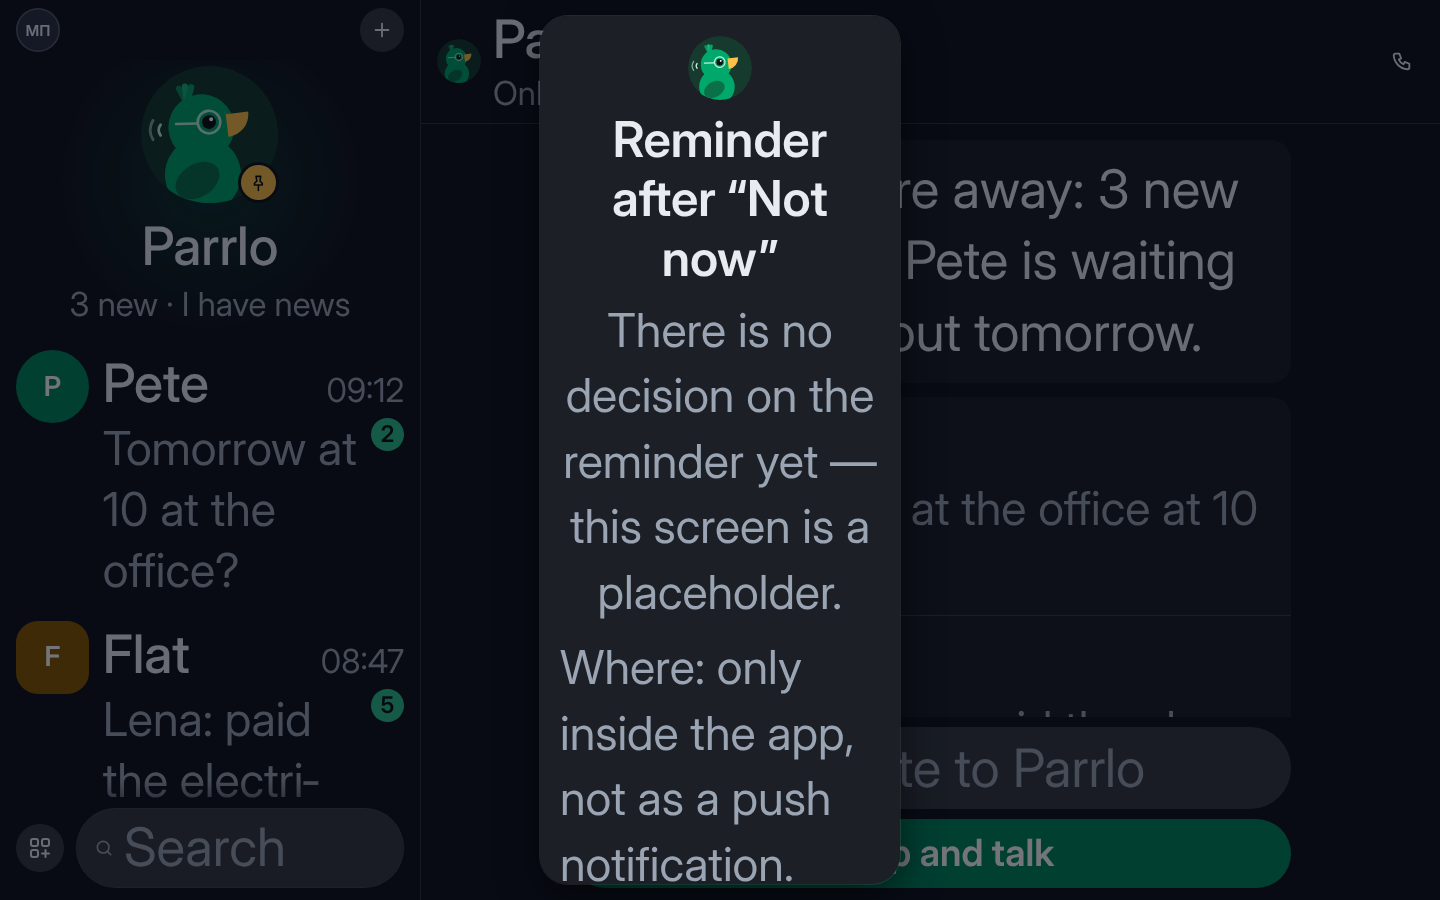 МП
Parrlo
3 new · I have news
P
Pete
09:12
Tomorrow at
2
10 at the
office?
F
Flat
08:47
Lena: paid
5
the electri-
Search
Pa
Onl
re away: 3 new
Pete is waiting
out tomorrow.
at the office at 10
te to Parrlo
and talk
Reminder
after “Not
now”
There is no
decision on the
reminder yet —
this screen is a
placeholder.
Where: only
inside the app,
not as a push
notification.